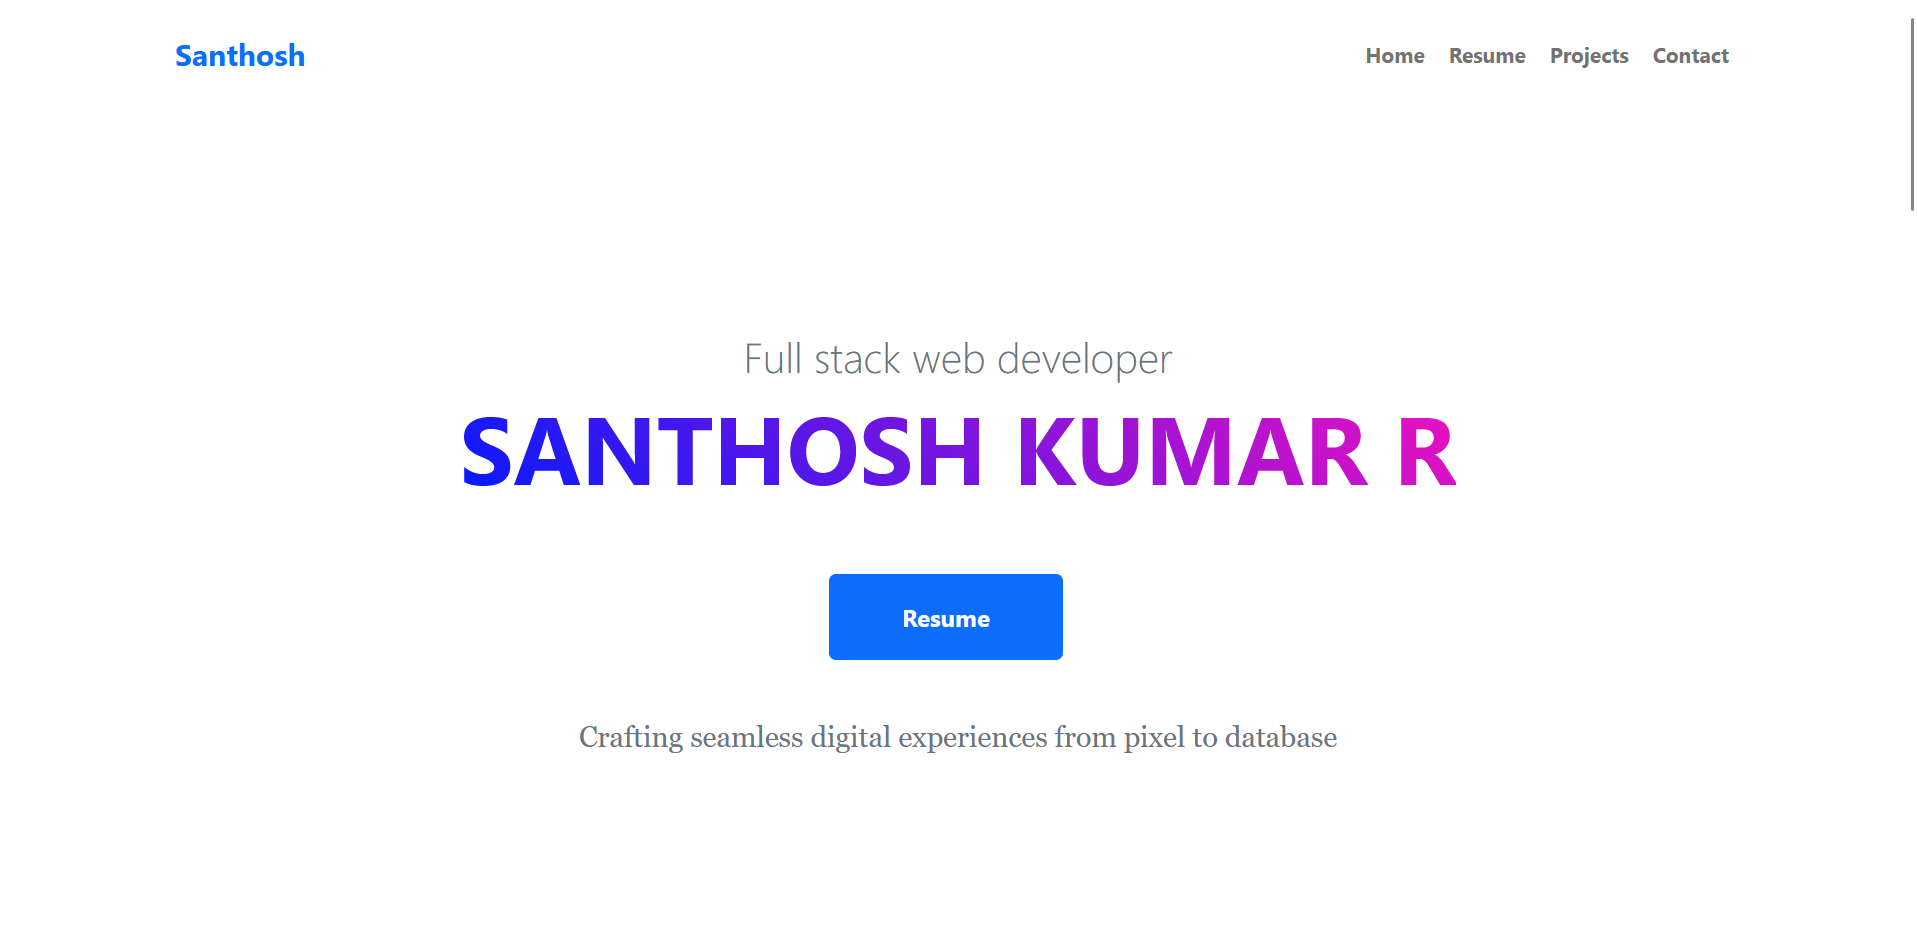 Santhosh
Home Resume Projects Contact
Full stack web developer
SANTHOSH KUMAR R
Resume
Crafting seamless digital experiences from pixel to database